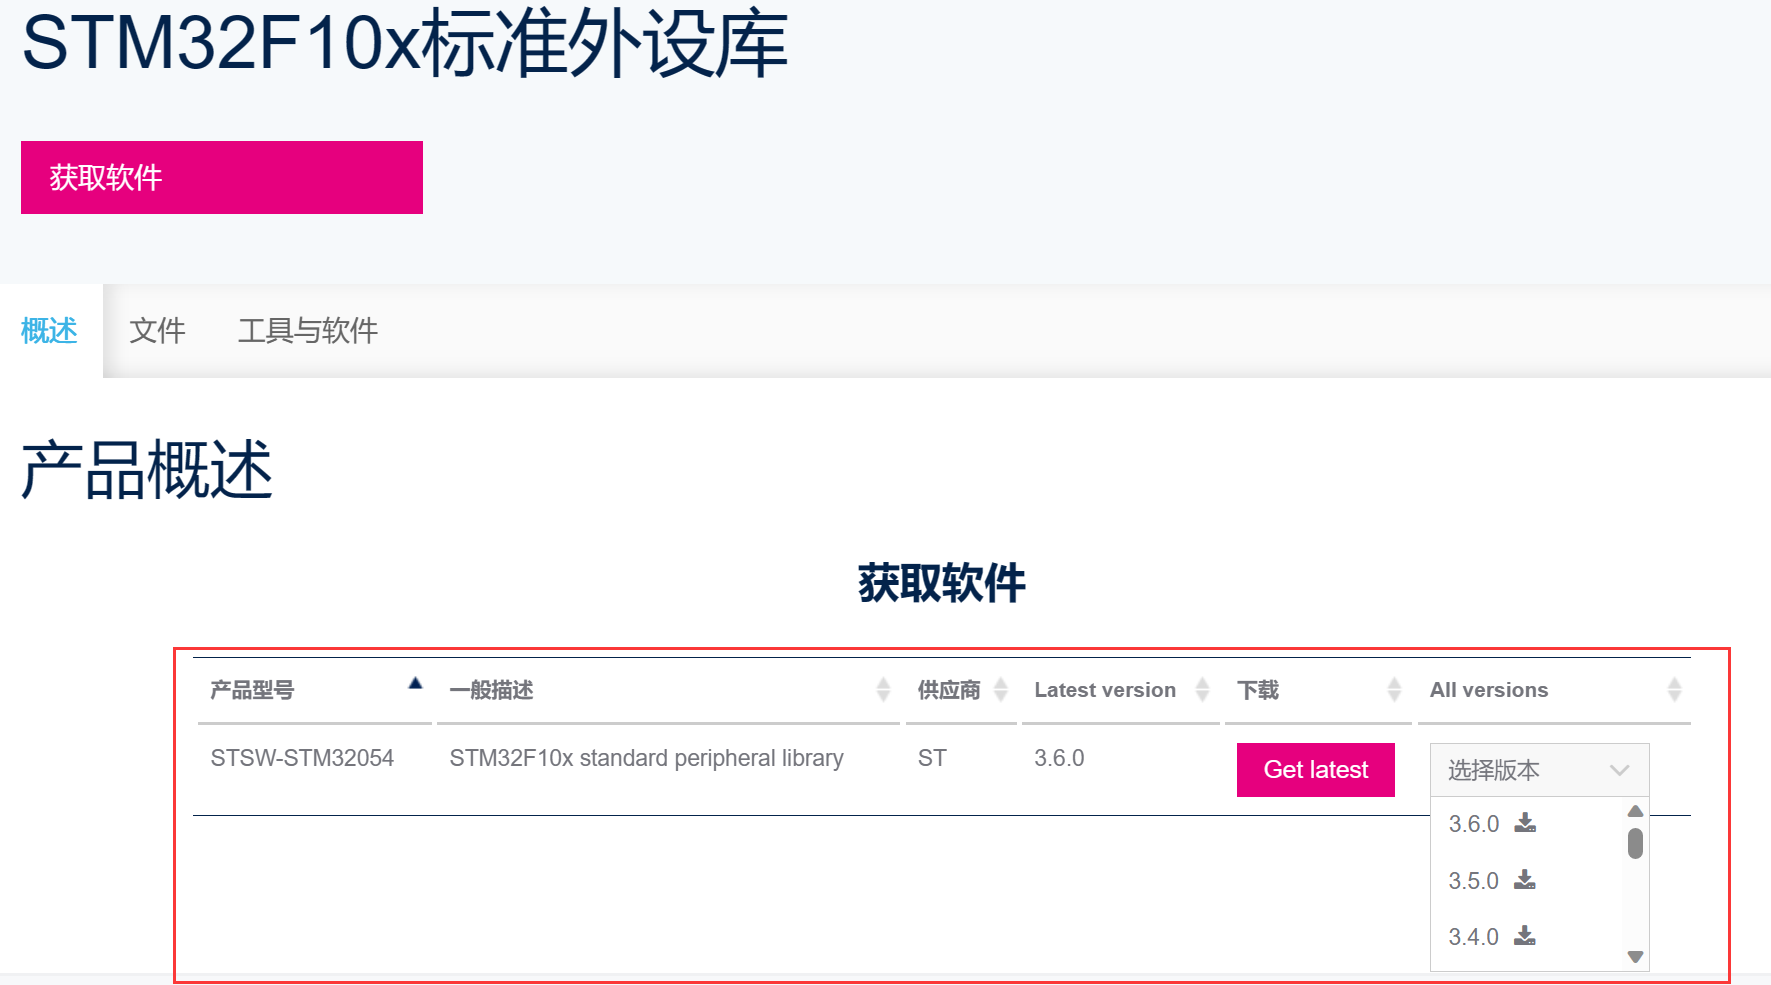 STM32F10x标准外设库
获取软件
概述 文件 工具与软件
产品概述
获取软件
产品型号 一般描述 供应商 Latest version 下载 All versions
STSW-STM32054 STM32F10x standard peripheral library ST 3.6.0 Get latest 选择版本
3.6.0
3.5.0
3.4.0